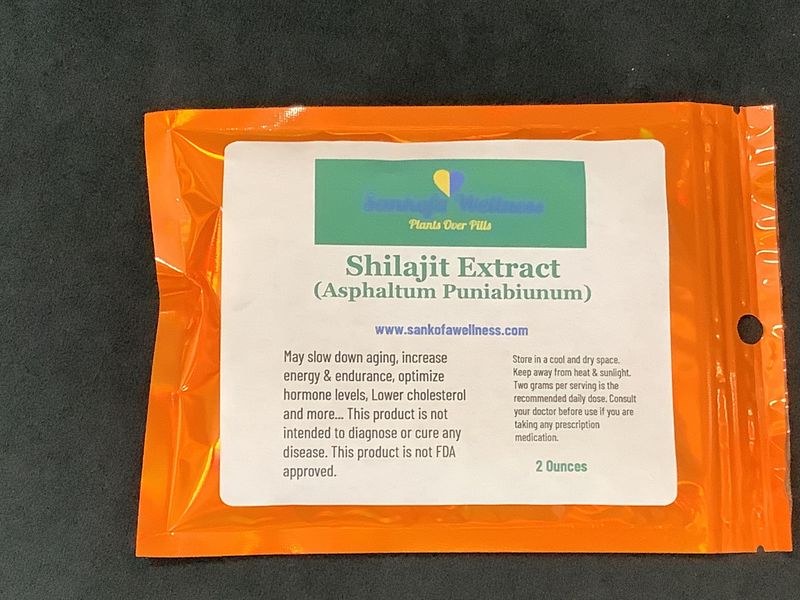 Sankofa Wellness
Plants Over Pills
Shilajit Extract
(Asphaltum Puniabiunum)
www.sankofawellness.com
May slow down aging, increase
energy & endurance, optimize
hormone levels, Lower cholesterol
and more... This product is not
intended to diagnose or cure any
disease. This product is not FDA
approved.
Store in a cool and dry space.
Keep away from heat & sunlight.
Two grams per serving is the
recommended daily dose. Consult
your doctor before use if you are
taking any prescription
medication.
2 Ounces